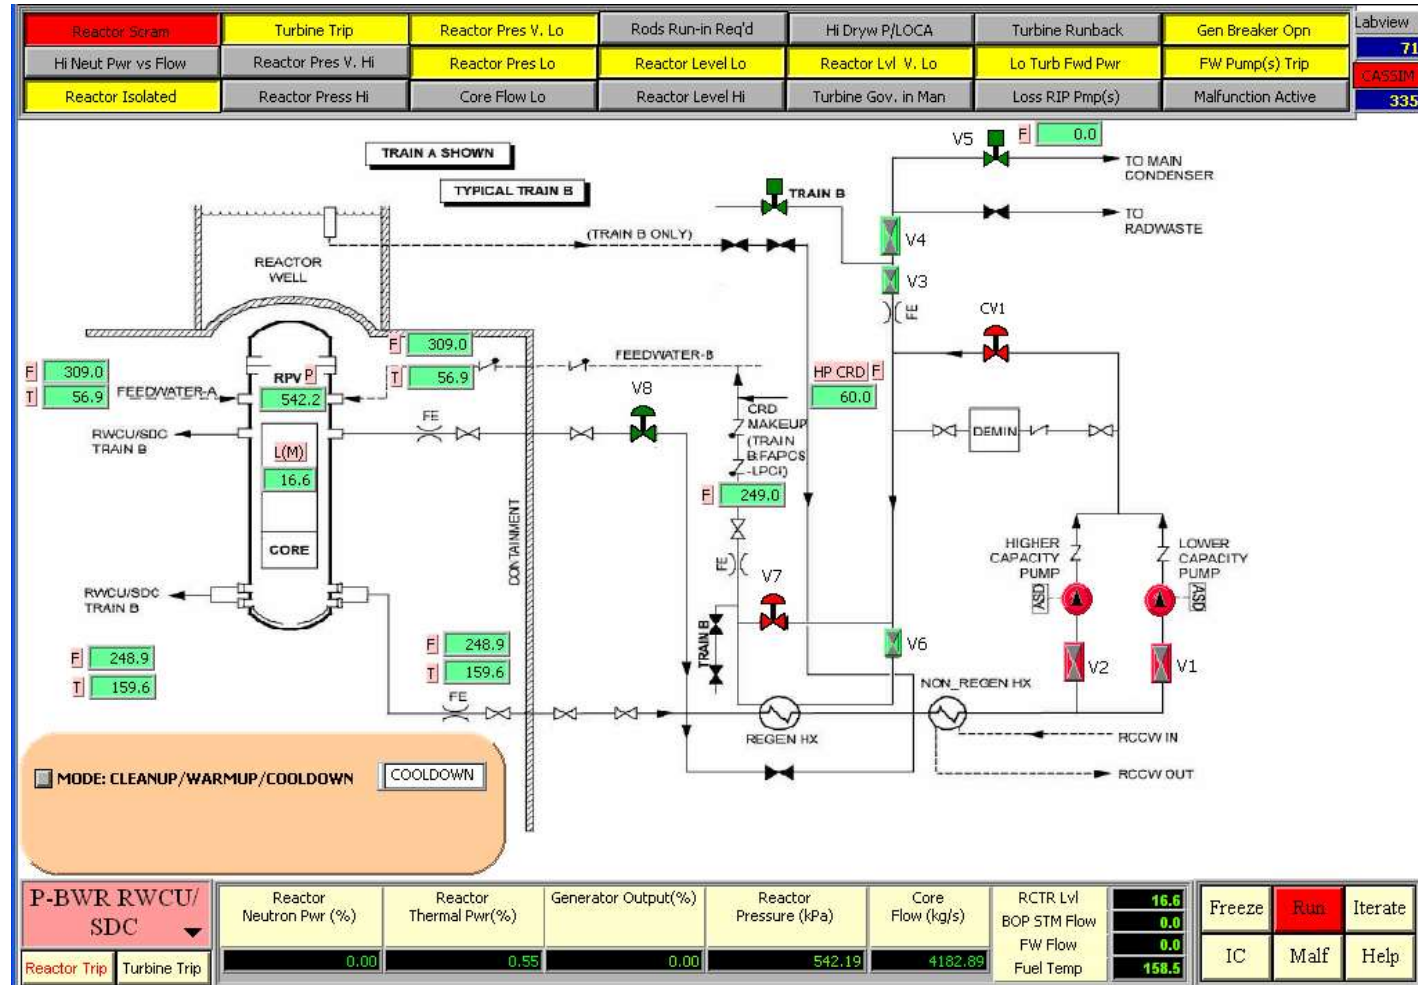 Reactor Scram
Turbine Trip
Reactor Pres V. Lo
Rods Run-in Req'd
Hi Dryw P/LOCA
Turbine Runback
Gen Breaker Opn
Labview
71
Hi Neut Pwr vs Flow
Reactor Pres V. Hi
Reactor Pres Lo
Reactor Level Lo
Reactor Lvl V. Lo
Lo Turb Fwd Pwr
FW Pump(s) Trip
CASSIM
Reactor Isolated
Reactor Press Hi
Core Flow Lo
Reactor Level Hi
Turbine Gov. in Man
Loss RIP Pmp(s)
Malfunction Active
335
TRAIN A SHOWN
TYPICAL TRAIN B
TRAIN B
V5
F
0.0
TO MAIN
CONDENSER
TO
RADWASTE
(TRAIN B ONLY)
V4
V3
FE
CV1
REACTOR
WELL
F
309.0
T
56.9
FEEDWATER-A
RPV
P
542.2
F
309.0
T
56.9
FEEDWATER-B
V8
HP CRD
F
60.0
RWCU/SDC
TRAIN B
FE
CRD
MAKEUP
(TRAIN
B:FAPCS
-LPCI)
DEMIN
L(M)
16.6
F
249.0
CORE
CONTAINMENT
HIGHER
CAPACITY
PUMP
LOWER
CAPACITY
PUMP
ASD
ASD
FE
V7
RWCU/SDC
TRAIN B
TRAIN B
V6
V2
V1
F
248.9
T
159.6
F
248.9
T
159.6
FE
REGEN HX
NON_REGEN HX
RCCW IN
RCCW OUT
MODE: CLEANUP/WARMUP/COOLDOWN
COOLDOWN
P-BWR RWCU/
SDC
Reactor Trip
Turbine Trip
Reactor
Neutron Pwr (%)
0.00
Reactor
Thermal Pwr(%)
0.55
Generator Output(%)
0.00
Reactor
Pressure (kPa)
542.19
Core
Flow (kg/s)
4182.89
RCTR Lvl
16.6
BOP STM Flow
0.0
FW Flow
0.0
Fuel Temp
158.5
Freeze
Run
Iterate
IC
Malf
Help